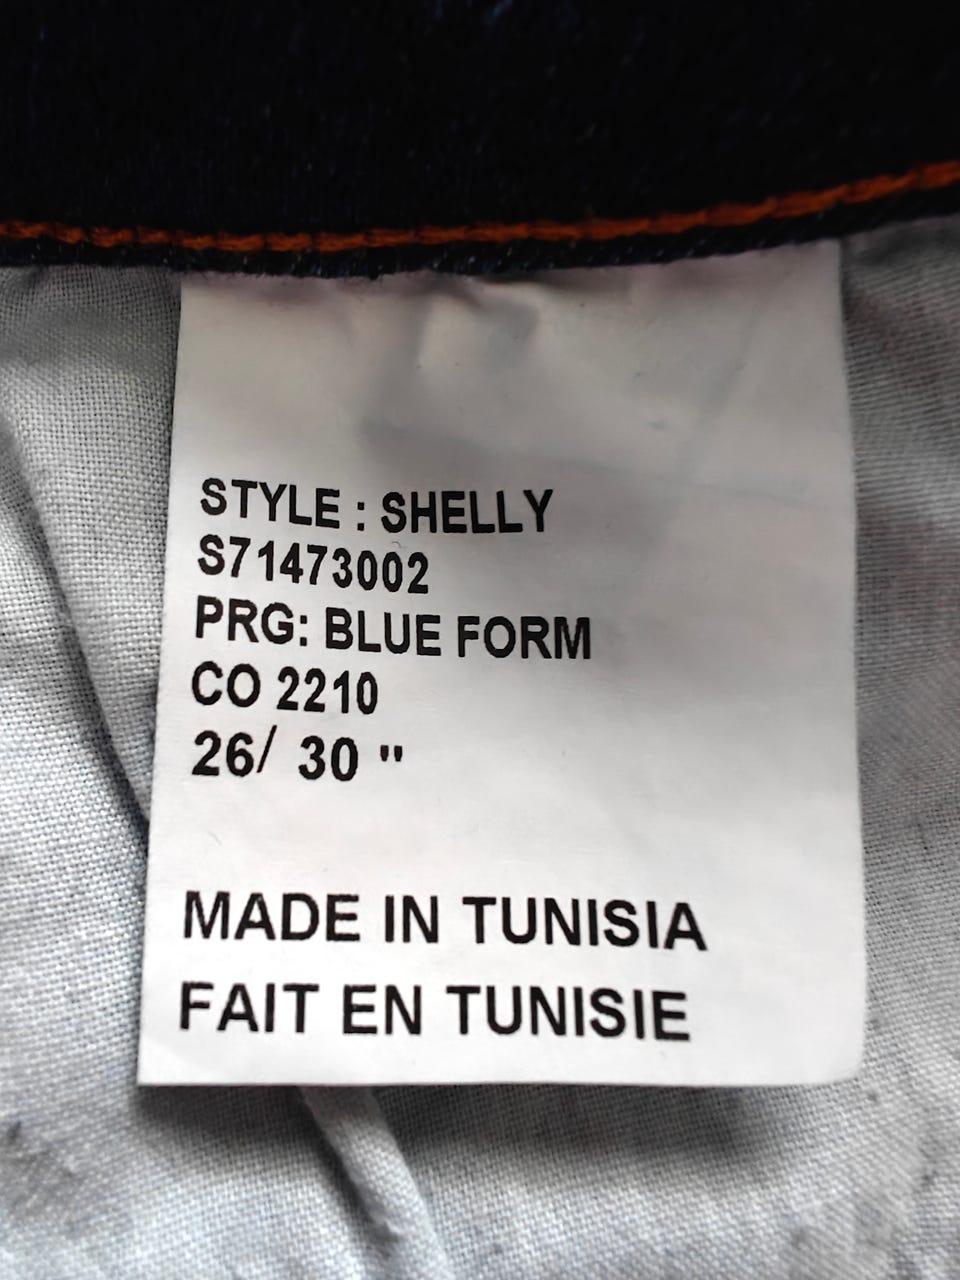 STYLE : SHELLY
S71473002
PRG: BLUE FORM
CO 2210
26/ 30 "
MADE IN TUNISIA
FAIT EN TUNISIE